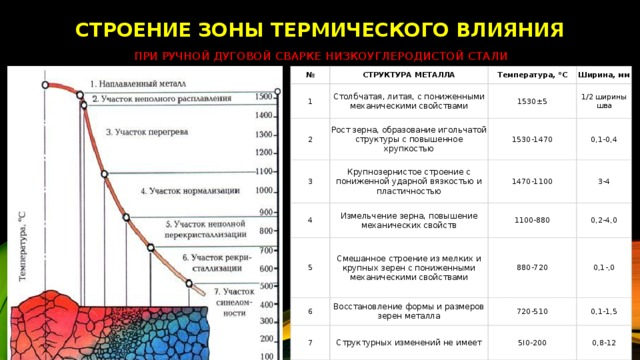 СТРОЕНИЕ ЗОНЫ ТЕРМИЧЕСКОГО ВЛИЯНИЯ
ПРИ РУЧНОЙ ДУГОВОЙ СВАРКЕ НИЗКОУГЛЕРОДИСТОЙ СТАЛИ
1. Наплавленный металл
2. Участок неполного расплавления
3. Участок перегрева
4. Участок нормализации
5. Участок неполной
перекристаллизации
6. Участок рекри-
сталлизации
7. Участок
синелом-
ности
Температура, °С
1500
1400
1300
1200
1100
1000
900
800
700
600
500
400
300
200
100
№ СТРУКТУРА МЕТАЛЛА Температура, °С Ширина, мм
1 Столбчатая, литая, с пониженными
механическими свойствами 1530±5 1/2 ширины
шва
2 Рост зерна, образование игольчатой
структуры с повышенное
хрупкостью 1530-1470 0,1-0,4
3 Крупнозернистое строение с
пониженной ударной вязкостью и
пластичностью 1470-1100 3-4
4 Измельчение зерна, повышение
механических свойств 1100-880 0,2-4,0
5 Смешанное строение из мелких и
крупных зерен с пониженными
механическими свойствами 880-720 0,1-,0
6 Восстановление формы и размеров
зерен металла 720-510 0,1-1,5
7 Структурных изменений не имеет 5I0-200 0,8-12